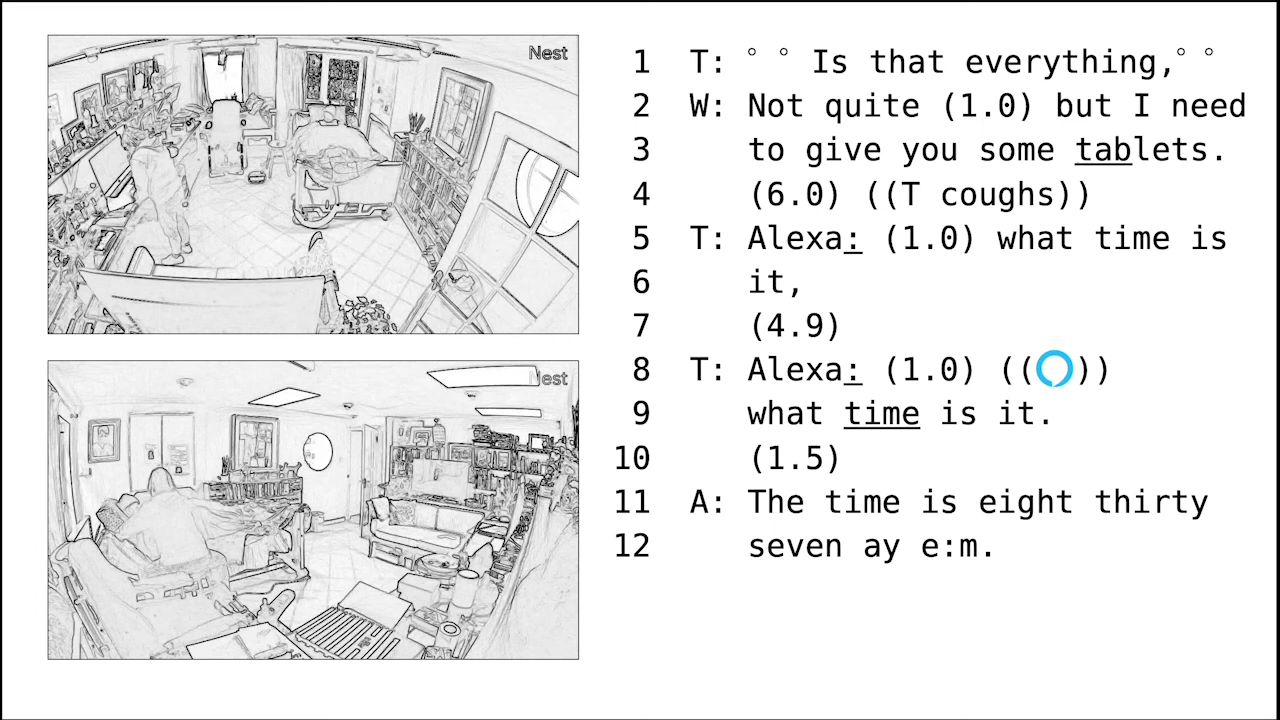 Nest
1 T: ° ° Is that everything,° °
2 W: Not quite (1.0) but I need
3 to give you some tablets.
4 (6.0) ((T coughs))
5 T: Alexa: (1.0) what time is
6 it,
7 (4.9)
8 T: Alexa: (1.0) (( ))
9 what time is it.
10 (1.5)
11 A: The time is eight thirty
12 seven ay e:m.
Nest